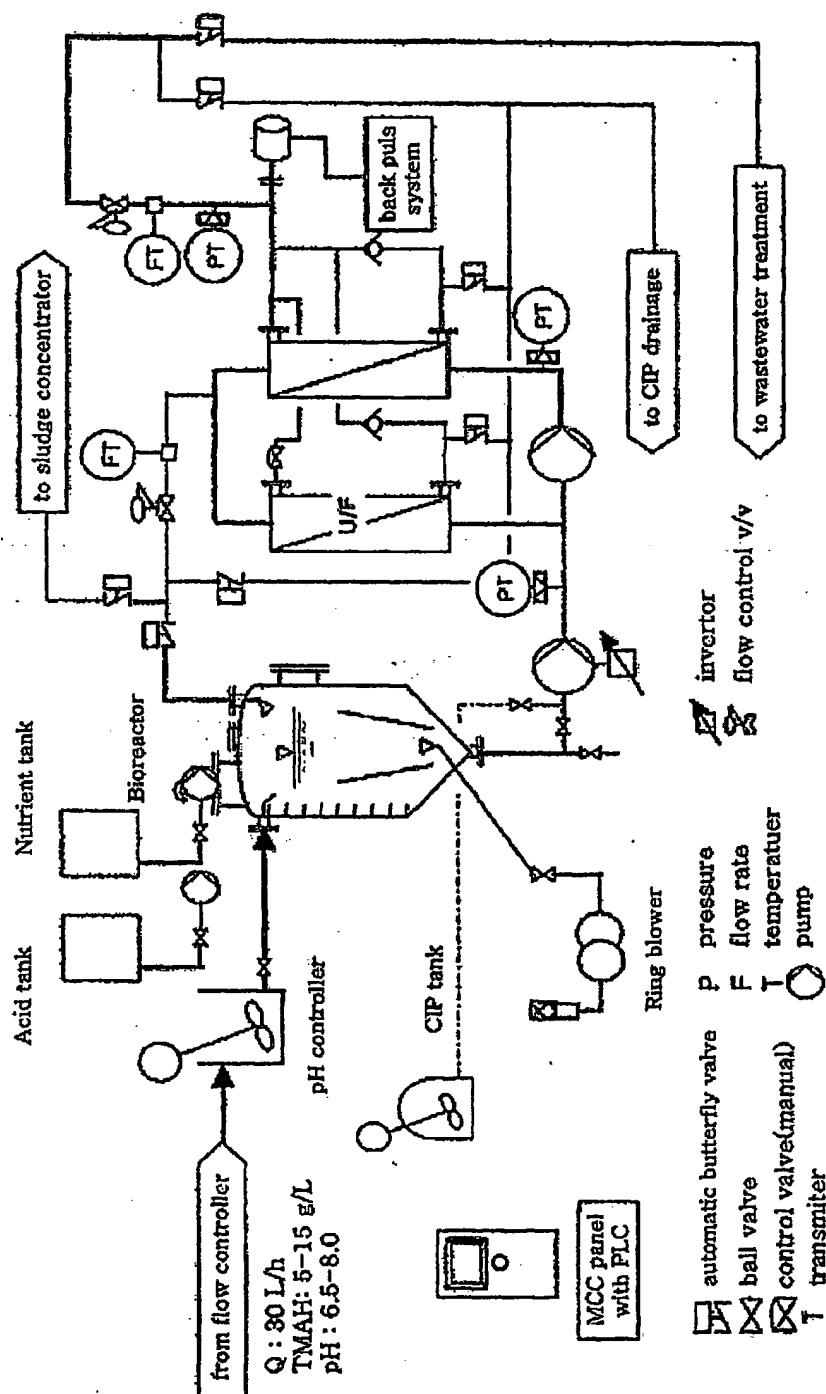 from flow controller
Q : 30 L/h
TMAH: 5-15 g/L
pH : 6.5-8.0
Acid tank
Nutrient tank
Bioreactor
pH controller
CIP tank
Ring blower
MCC panel
with PLC
to sludge concentrator
FT
FT
PT
PT
PT
U/F
back puls
system
to CIP drainage
to wastewater treatment
automatic butterfly valve
ball valve
control valve(manual)
T transmiter
P pressure
F flow rate
T temperatuer
pump
invertor
flow control v/v